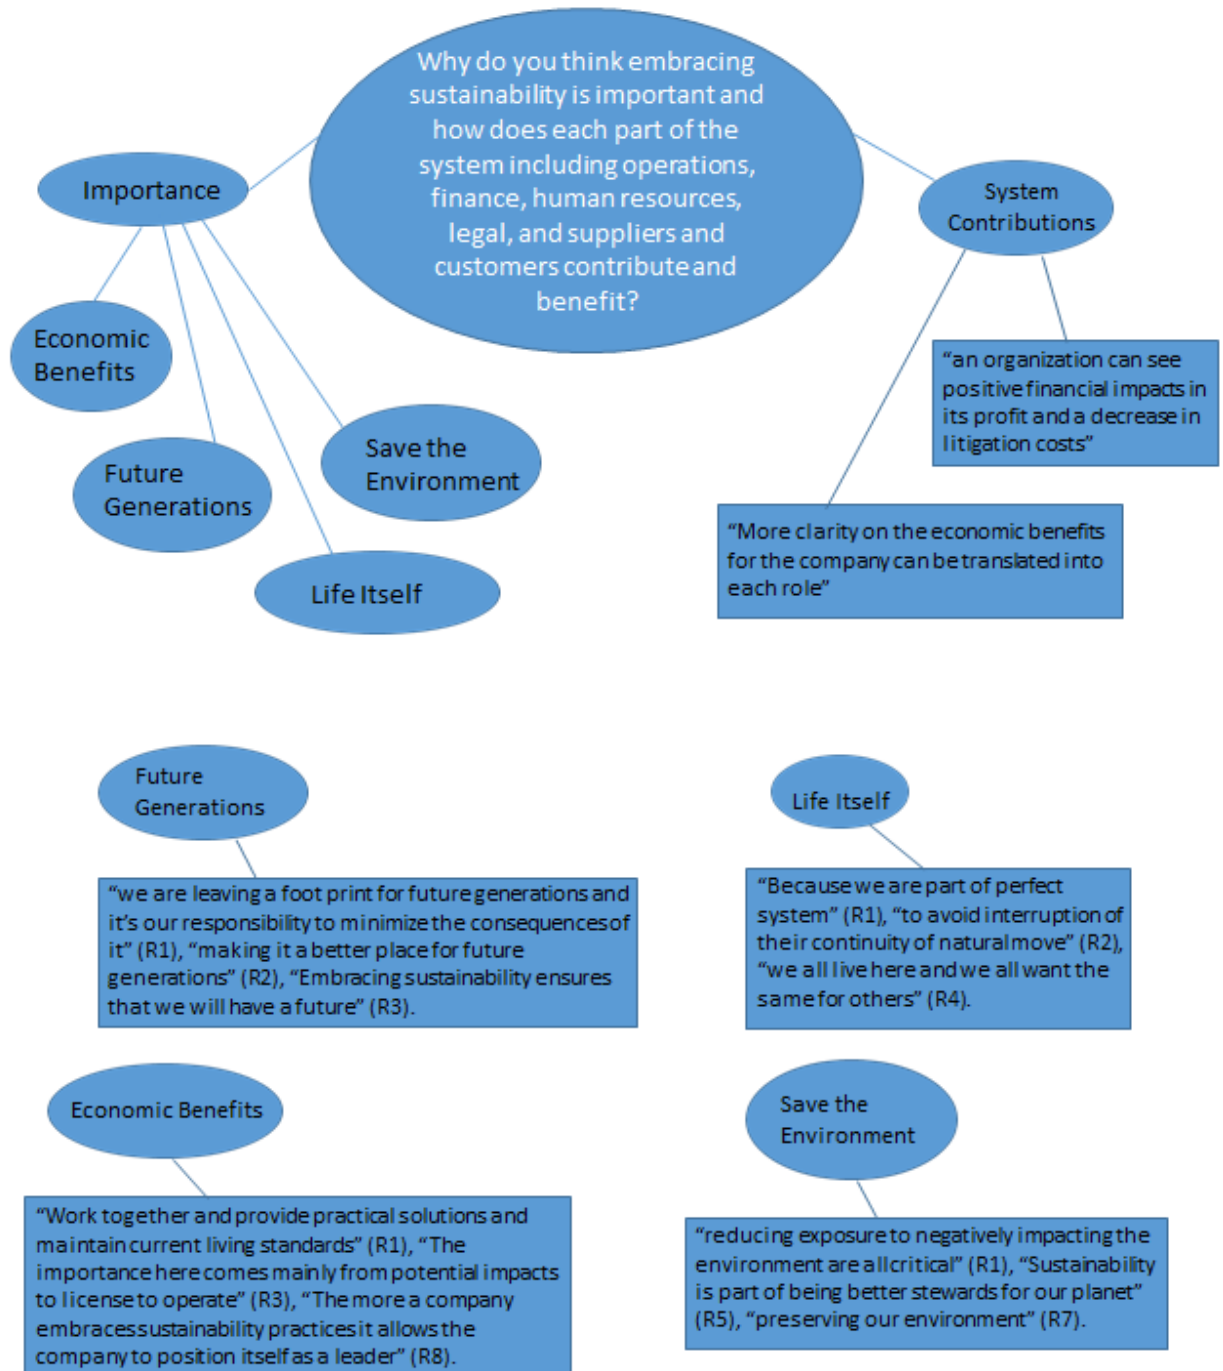 Why do you think embracing
sustainability is important and
how does each part of the
system including operations,
finance, human resources,
legal, and suppliers and
customers contribute and
benefit?
Importance
System
Contributions
Economic
Benefits
Future
Generations
Save the
Environment
Life Itself
“an organization can see
positive financial impacts in
its profit and a decrease in
litigation costs”
“More clarity on the economic benefits
for the company can be translated into
each role”
Future
Generations
“we are leaving a foot print for future generations and
it’s our responsibility to minimize the consequences of
it” (R1), “making it a better place for future
generations” (R2), “Embracing sustainability ensures
that we will have a future” (R3).
Life Itself
“Because we are part of perfect
system” (R1), “to avoid interruption of
their continuity of natural move” (R2),
“we all live here and we all want the
same for others” (R4).
Economic Benefits
“Work together and provide practical solutions and
maintain current living standards” (R1), “The
importance here comes mainly from potential impacts
to license to operate” (R3), “The more a company
embraces sustainability practices it allows the
company to position itself as a leader” (R8).
Save the
Environment
“reducing exposure to negatively impacting the
environment are all critical” (R1), “Sustainability
is part of being better stewards for our planet”
(R5), “preserving our environment” (R7).